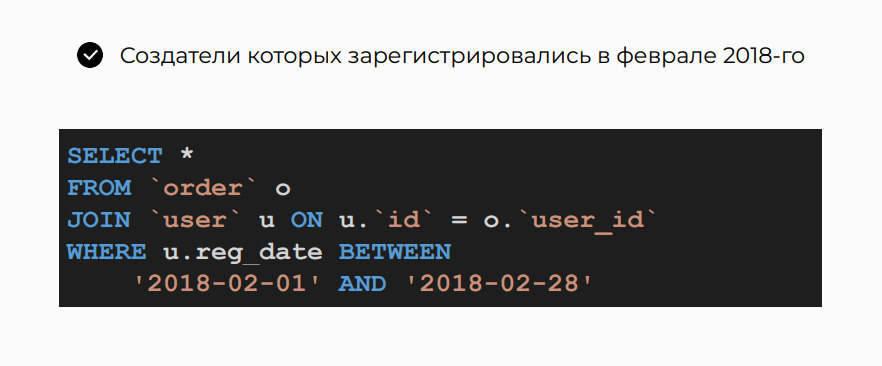 Создатели которых зарегистрировались в феврале 2018-го
SELECT *
FROM `order` o
JOIN `user` u ON u.`id` = o.`user_id`
WHERE u.reg_date BETWEEN
    '2018-02-01' AND '2018-02-28'